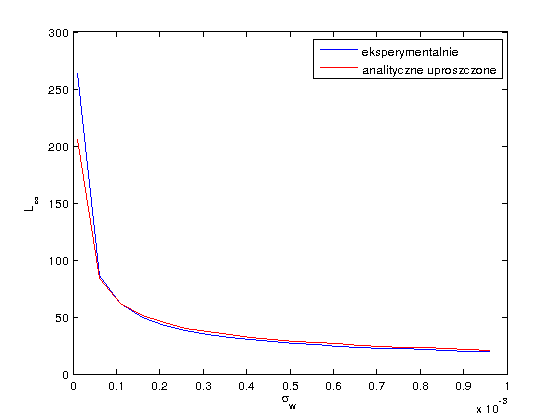 300
250
200
150
100
50
0
L∞
eksperymentalnie
analityczne uproszczone
0 0.1 0.2 0.3 0.4 0.5 0.6 0.7 0.8 0.9 1
σw
x 10⁻³